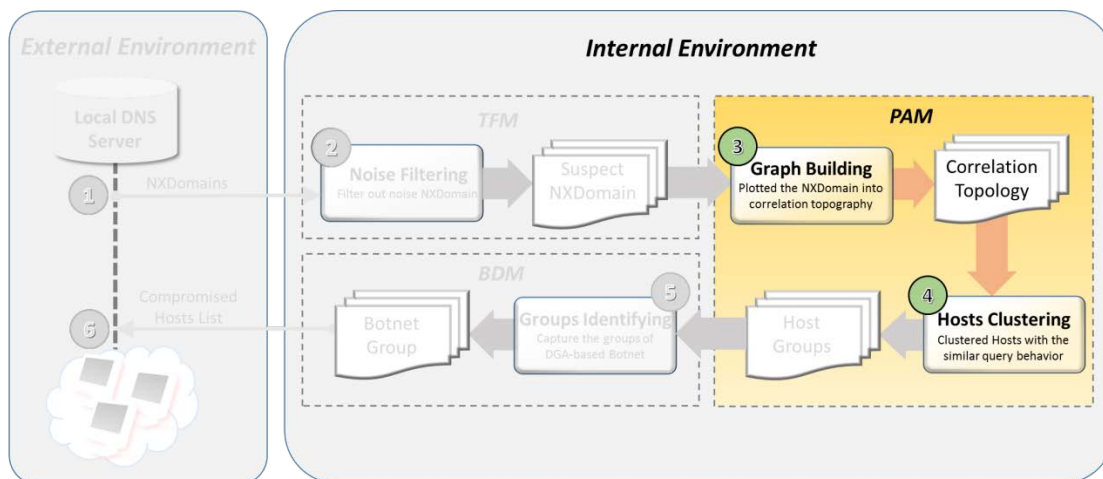 External Environment
Internal Environment
Local DNS
Server
1
NXDomains
TFM
2
Noise Filtering
Filter out noise NXDomain
Suspect
NXDomain
PAM
3
Graph Building
Plotted the NXDomain into
correlation topography
Correlation
Topology
4
Hosts Clustering
Clustered Hosts with the
similar query behavior
Host
Groups
BDM
5
Groups Identifying
Capture the groups of
DGA-based Botnet
Botnet
Group
Compromised
Hosts List
6